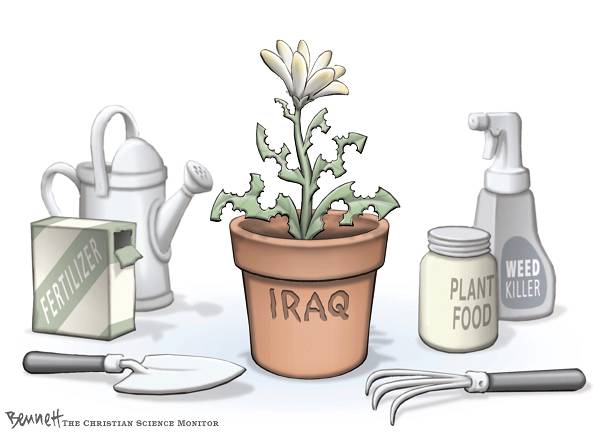 FERTILIZER
IRAQ
PLANT
FOOD
WEED
KILLER
Bennett THE CHRISTIAN SCIENCE MONITOR